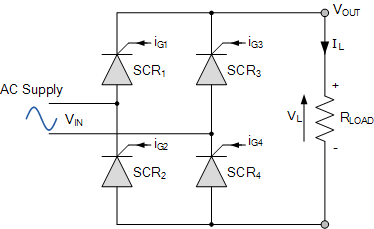 VOUT
iG1
iG3
IL
SCR1
SCR3
+
AC Supply
VIN
VL
RLOAD
iG2
iG4
-
SCR2
SCR4